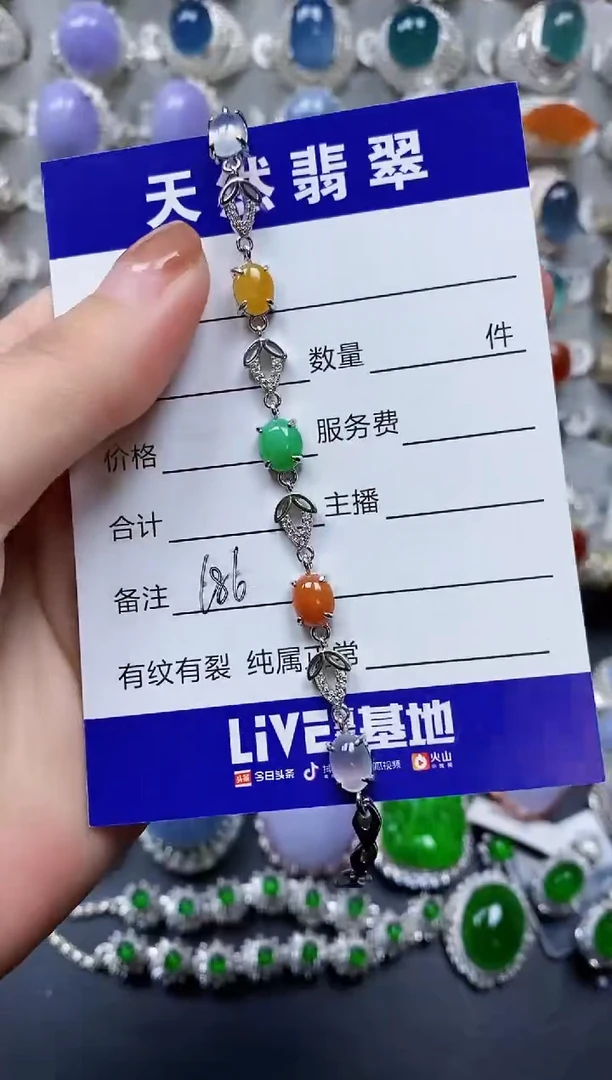 天然翡翠
数量 件
价格 服务费
合计 主播
备注 186
有纹有裂 纯属正常
LiVE基地
头条 今日头条 火山